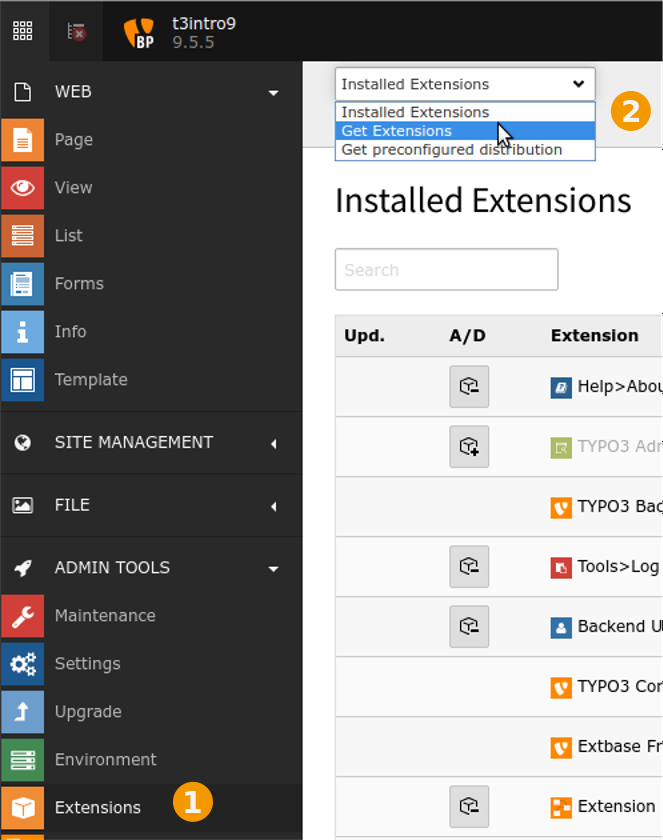 t3intro9
9.5.5
BP
WEB
Page
View
List
Forms
Info
Template
SITE MANAGEMENT
FILE
ADMIN TOOLS
Maintenance
Settings
Upgrade
Environment
Extensions
1
Installed Extensions
Installed Extensions
Get Extensions
Get preconfigured distribution
2
Installed Extensions
Search
Upd. A/D Extension
Help>Abou
TYPO3 Adr
TYPO3 Bac
Tools>Log
Backend U
TYPO3 Cor
Extbase Fr
Extension